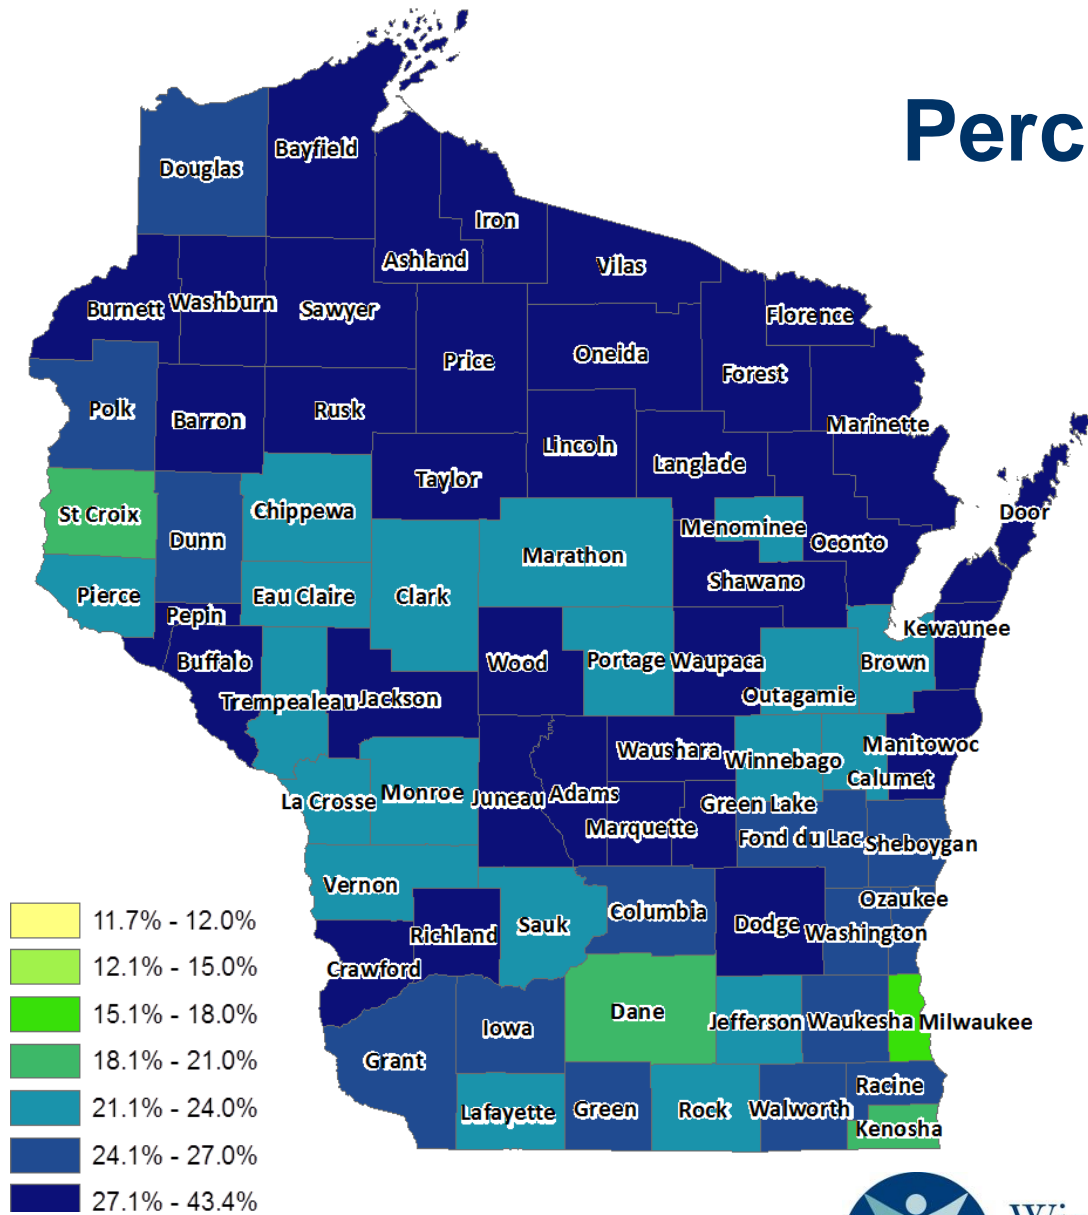 Perc
Bayfield
Douglas
Iron
Ashland
Vilas
Burnett
Washburn
Sawyer
Florence
Price
Oneida
Forest
Polk
Barron
Rusk
Marinette
Lincoln
Langlade
Taylor
St Croix
Chippewa
Door
Menominee
Dunn
Oconto
Marathon
Shawano
Pierce
Eau Claire
Clark
Pepin
Kewaunee
Buffalo
Wood
Portage
Waupaca
Brown
Trempealeau
Jackson
Outagamie
Waushara
Winnebago
Manitowoc
Calumet
La Crosse
Monroe
Juneau
Adams
Green Lake
Marquette
Fond du Lac
Sheboygan
Vernon
Ozaukee
Columbia
Sauk
Dodge
Washington
Richland
Crawford
Dane
Jefferson
Waukesha
Milwaukee
Iowa
Grant
Racine
Lafayette
Green
Rock
Walworth
Kenosha
11.7% - 12.0%
12.1% - 15.0%
15.1% - 18.0%
18.1% - 21.0%
21.1% - 24.0%
24.1% - 27.0%
27.1% - 43.4%